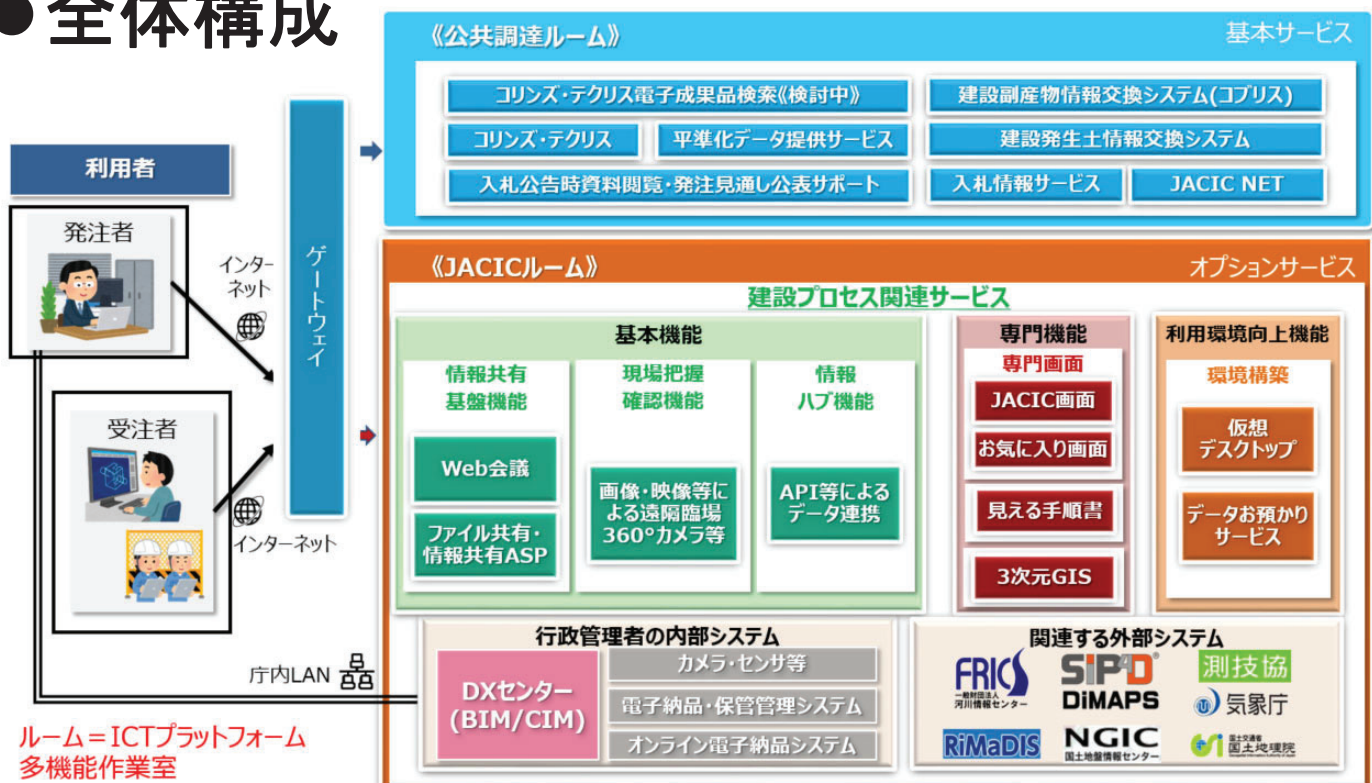 ●全体構成
《公共調達ルーム》
基本サービス
コリンズ・テクリス電子成果品検索《検討中》
建設副産物情報交換システム(コブリス)
コリンズ・テクリス
平準化データ提供サービス
建設発生土情報交換システム
入札公告時資料閲覧・発注見通し公表サポート
入札情報サービス
JACIC NET
利用者
発注者
インター
ネット
ゲートウェイ
受注者
インターネット
庁内LAN
ルーム=ICTプラットフォーム
多機能作業室
《JACICルーム》
オプションサービス
建設プロセス関連サービス
基本機能
情報共有
基盤機能
Web会議
ファイル共有・
情報共有ASP
現場把握
確認機能
画像・映像等に
よる遠隔臨場
360°カメラ等
情報
ハブ機能
API等による
データ連携
専門機能
専門画面
JACIC画面
お気に入り画面
見える手順書
3次元GIS
利用環境向上機能
環境構築
仮想
デスクトップ
データお預かり
サービス
行政管理者の内部システム
DXセンター
(BIM/CIM)
カメラ・センサ等
電子納品・保管管理システム
オンライン電子納品システム
関連する外部システム
FRICS
一般財団法人
河川情報センター
SIP4D
DiMAPS
測技協
気象庁
RiMaDIS
NGIC
国土地盤情報センター
国土交通省
国土地理院